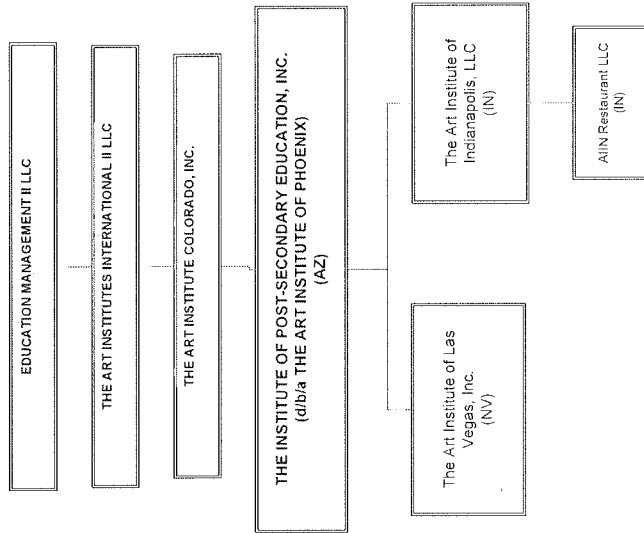 EDUCATION MANAGEMENT II LLC
THE ART INSTITUTES INTERNATIONAL II LLC
THE ART INSTITUTE COLORADO, INC.
THE INSTITUTE OF POST-SECONDARY EDUCATION, INC.
(d/b/a THE ART INSTITUTE OF PHOENIX)
(AZ)
The Art Institute of Las
Vegas, Inc.
(NV)
The Art Institute of
Indianapolis, LLC
(IN)
AIIN Restaurant LLC
(IN)